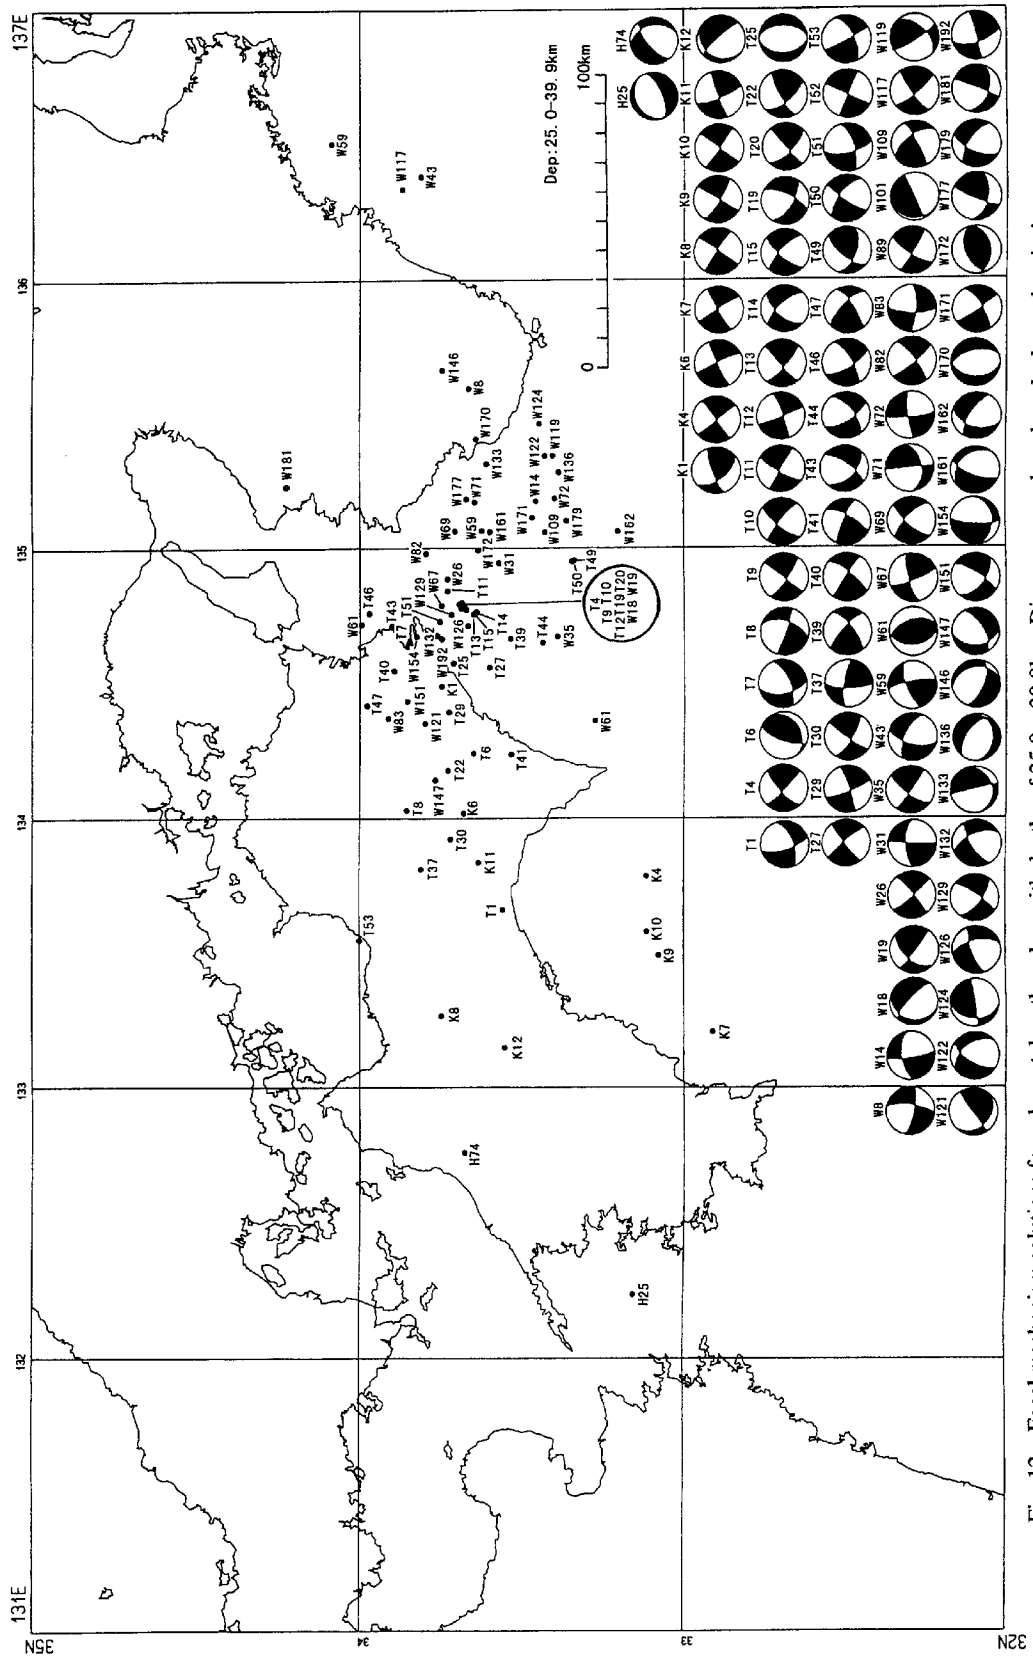 131E 132 133 134 135 136 137E
35N
W181
W59
34
T53
W61
T46
T47
T43
T40
W83
W117
W43
T7
T51
T8
W154
W151
T37
W132
W129
W67
W82
W121
W147
K8
W192
K1
W146
T30
T22
T29
T25
W126
W26
W69
H74
K6
T6
T13
T15
T11
W59
W177
W71
W8
K11
T27
T14
W172
W161
W133
W170
T1
K12
T41
T39
W31
W171
W14
T44
W109
W122
W124
W35
W179
W72
W119
W136
T50
T49
W61
T4
T9 T10
T12T19T20
W18 W19
W162
Dep:25.0-39.9km
0 100km
H25
K4
K10
K9
33
K7
H25 H74
K1 K4 K6 K7 K8 K9 K10 K11 K12
T1 T4 T6 T7 T8 T9 T10 T11 T12 T13 T14 T15 T19 T20 T22 T25
T27 T29 T30 T37 T39 T40 T41 T43 T44 T46 T47 T49 T50 T51 T52 T53
W8 W14 W18 W19 W26 W31 W35 W43 W59 W61 W67 W69 W71 W72 W82 W83 W89 W101 W109 W117 W119
W121 W122 W124 W126 W129 W132 W133 W136 W146 W147 W151 W154 W161 W162 W170 W171 W172 W177 W179 W181 W192
32N